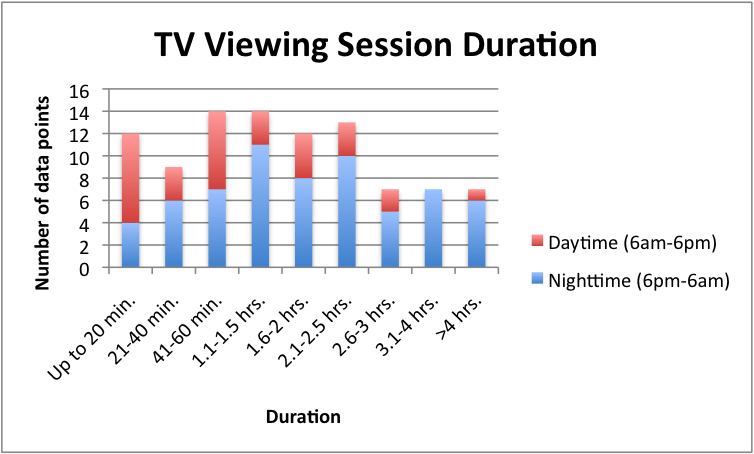 TV Viewing Session Duration
Number of data points
16
14
12
10
8
6
4
2
0
Up to 20 min.
21-40 min.
41-60 min.
1.1-1.5 hrs.
1.6-2 hrs.
2.1-2.5 hrs.
2.6-3 hrs.
3.1-4 hrs.
>4 hrs.
Duration
Daytime (6am-6pm)
Nighttime (6pm-6am)